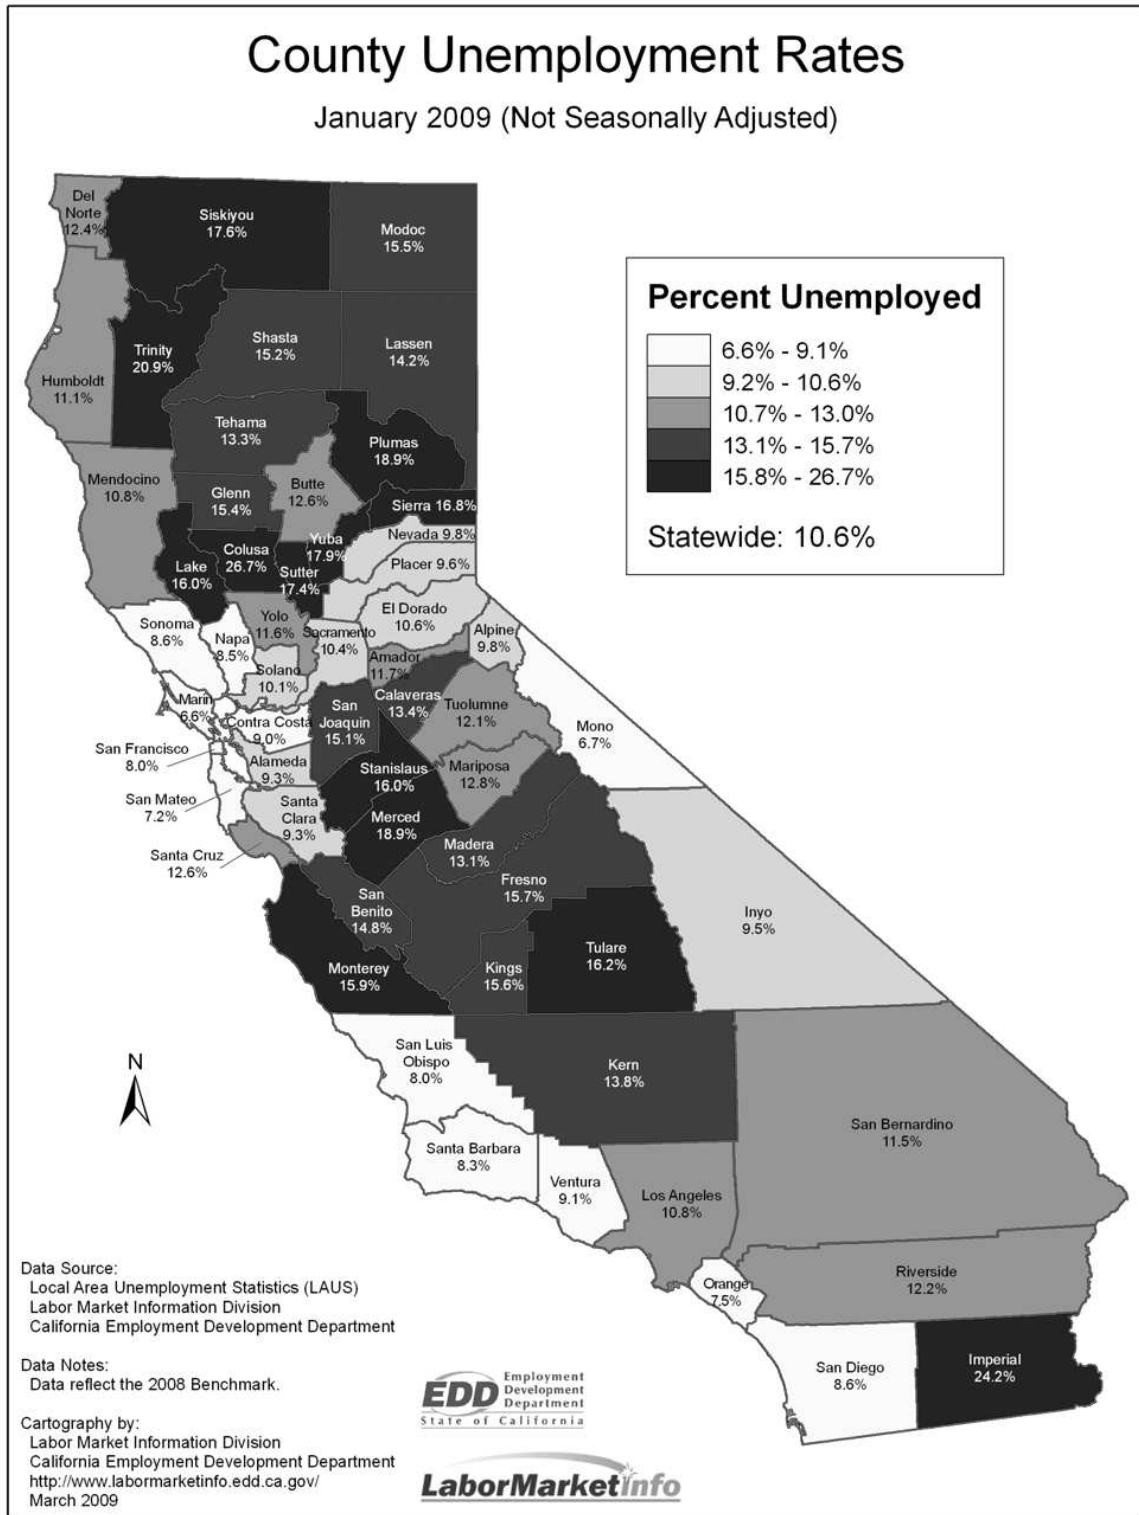 County Unemployment Rates
January 2009 (Not Seasonally Adjusted)
Del
Norte
12.4%
Siskiyou
17.6%
Modoc
15.5%
Percent Unemployed
6.6% - 9.1%
9.2% - 10.6%
10.7% - 13.0%
13.1% - 15.7%
15.8% - 26.7%
Statewide: 10.6%
Humboldt
11.1%
Trinity
20.9%
Shasta
15.2%
Lassen
14.2%
Tehama
13.3%
Plumas
18.9%
Mendocino
10.8%
Glenn
15.4%
Butte
12.6%
Sierra 16.8%
Nevada 9.8%
Placer 9.6%
Lake
16.0%
Colusa
26.7%
Sutter
17.4%
Yuba
17.9%
El Dorado
10.6%
Alpine
9.8%
Sonoma
8.6%
Napa
8.5%
Yolo
11.6%
Sacramento
10.4%
Amador
11.7%
Solano
10.1%
Marin
6.6%
Contra Costa
9.0%
San
Joaquin
15.1%
Calaveras
13.4%
Tuolumne
12.1%
Mono
6.7%
San Francisco
8.0%
Alameda
9.3%
Stanislaus
16.0%
Mariposa
12.8%
San Mateo
7.2%
Santa
Clara
9.3%
Merced
18.9%
Madera
13.1%
Santa Cruz
12.6%
San
Benito
14.8%
Fresno
15.7%
Inyo
9.5%
Monterey
15.9%
Kings
15.6%
Tulare
16.2%
N
San Luis
Obispo
8.0%
Kern
13.8%
San Bernardino
11.5%
Santa Barbara
8.3%
Ventura
9.1%
Los Angeles
10.8%
Orange
7.5%
Riverside
12.2%
San Diego
8.6%
Imperial
24.2%
Data Source:
Local Area Unemployment Statistics (LAUS)
Labor Market Information Division
California Employment Development Department
Data Notes:
Data reflect the 2008 Benchmark.
Cartography by:
Labor Market Information Division
California Employment Development Department
http://www.labormarketinfo.edd.ca.gov/
March 2009
EDD
Employment
Development
Department
State of California
LaborMarketInfo